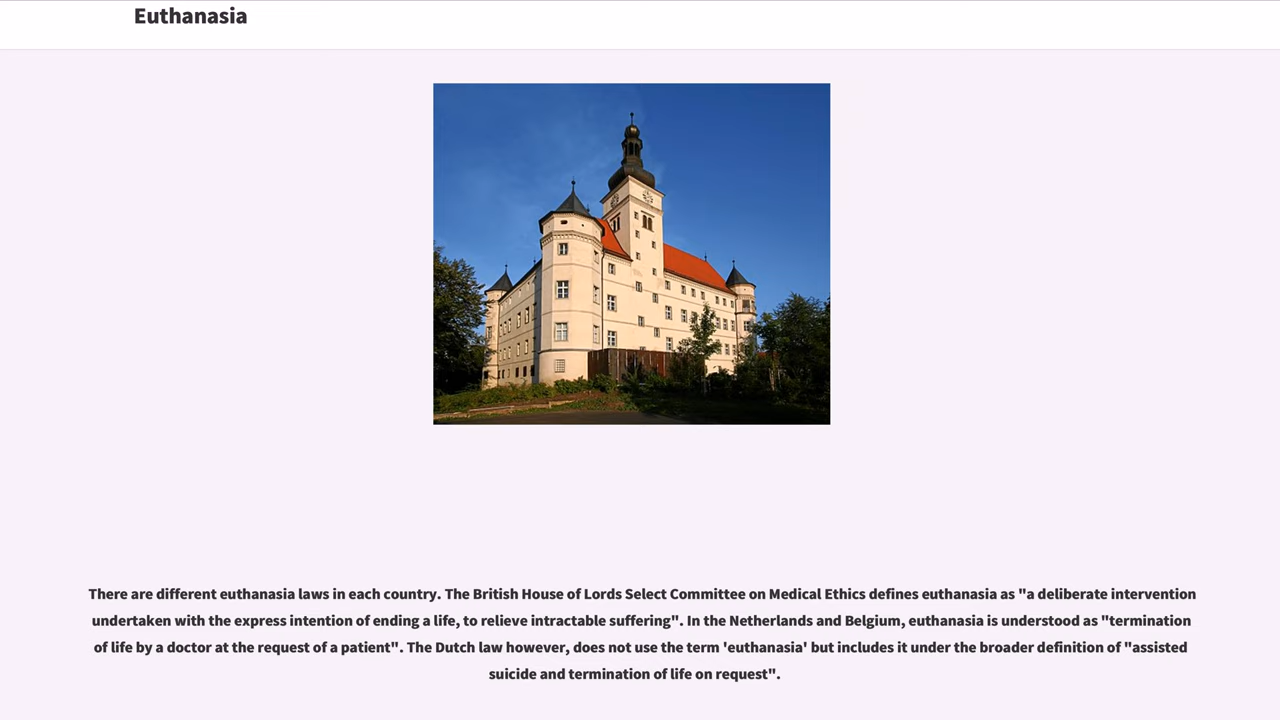 Euthanasia
There are different euthanasia laws in each country. The British House of Lords Select Committee on Medical Ethics defines euthanasia as "a deliberate intervention
undertaken with the express intention of ending a life, to relieve intractable suffering". In the Netherlands and Belgium, euthanasia is understood as "termination
of life by a doctor at the request of a patient". The Dutch law however, does not use the term 'euthanasia' but includes it under the broader definition of "assisted
suicide and termination of life on request".